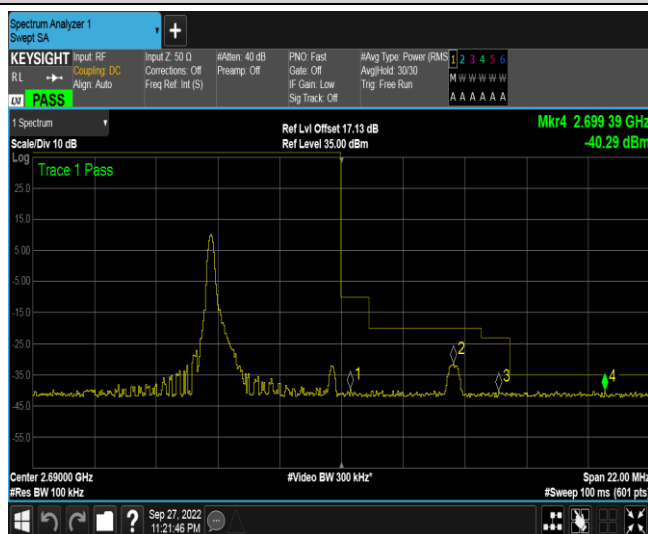 Spectrum Analyzer 1
Swept SA
+
KEYSIGHT
RL
LXI PASS
Input: RF
Coupling: DC
Align: Auto
Input Z: 50 Ω
Corrections: Off
Freq Ref: Int (S)
#Atten: 40 dB
Preamp: Off
PNO: Fast
Gate: Off
IF Gain: Low
Sig Track: Off
#Avg Type: Power (RMS
Avg|Hold: 30/30
Trig: Free Run
1 2 3 4 5 6
M W W W W W
A A A A A A
1 Spectrum
Scale/Div 10 dB
Ref Lvl Offset 17.13 dB
Ref Level 35.00 dBm
Mkr4 2.699 39 GHz
-40.29 dBm
Log
Trace 1 Pass
25.0
15.0
5.00
-5.00
-15.0
-25.0
-35.0
-45.0
-55.0
1
2
3
4
Center 2.69000 GHz
#Res BW 100 kHz
#Video BW 300 kHz*
Span 22.00 MHz
#Sweep 100 ms (601 pts)
?
Sep 27, 2022
11:21:46 PM